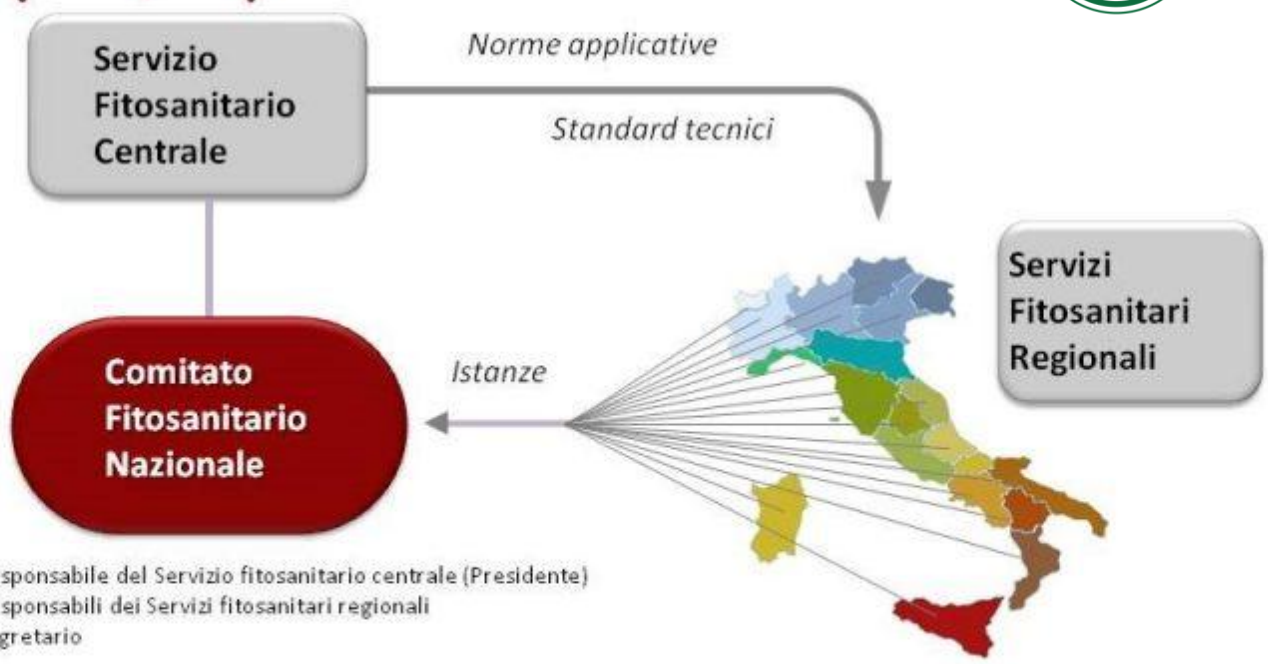 Servizio
Fitosanitario
Centrale
Norme applicative
Standard tecnici
Servizi
Fitosanitari
Regionali
Comitato
Fitosanitario
Nazionale
Istanze
sponsabile del Servizio fitosanitario centrale (Presidente)
sponsabili dei Servizi fitosanitari regionali
gretario